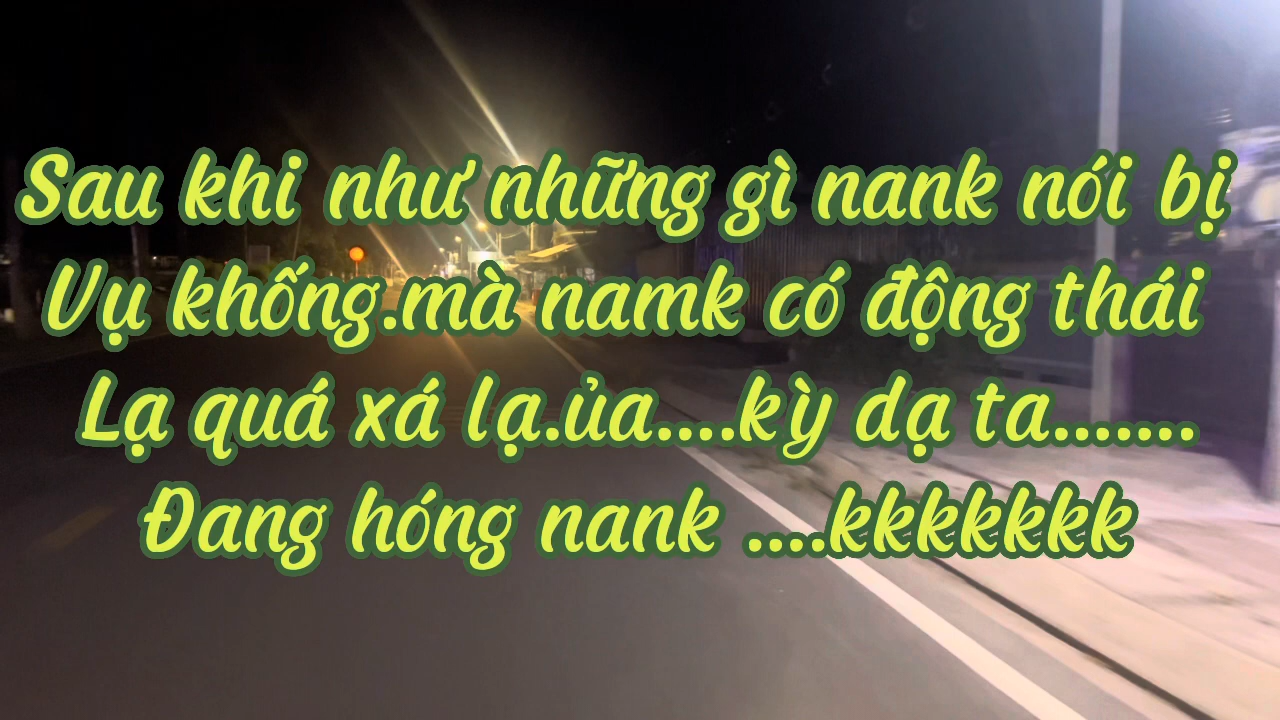 Sau khi như những gì nank nói bị
Vụ khống.mà namk có động thái
Lạ quá xá lạ.ủa....kỳ dạ ta.......
Đang hóng nank ....kkkkkkk